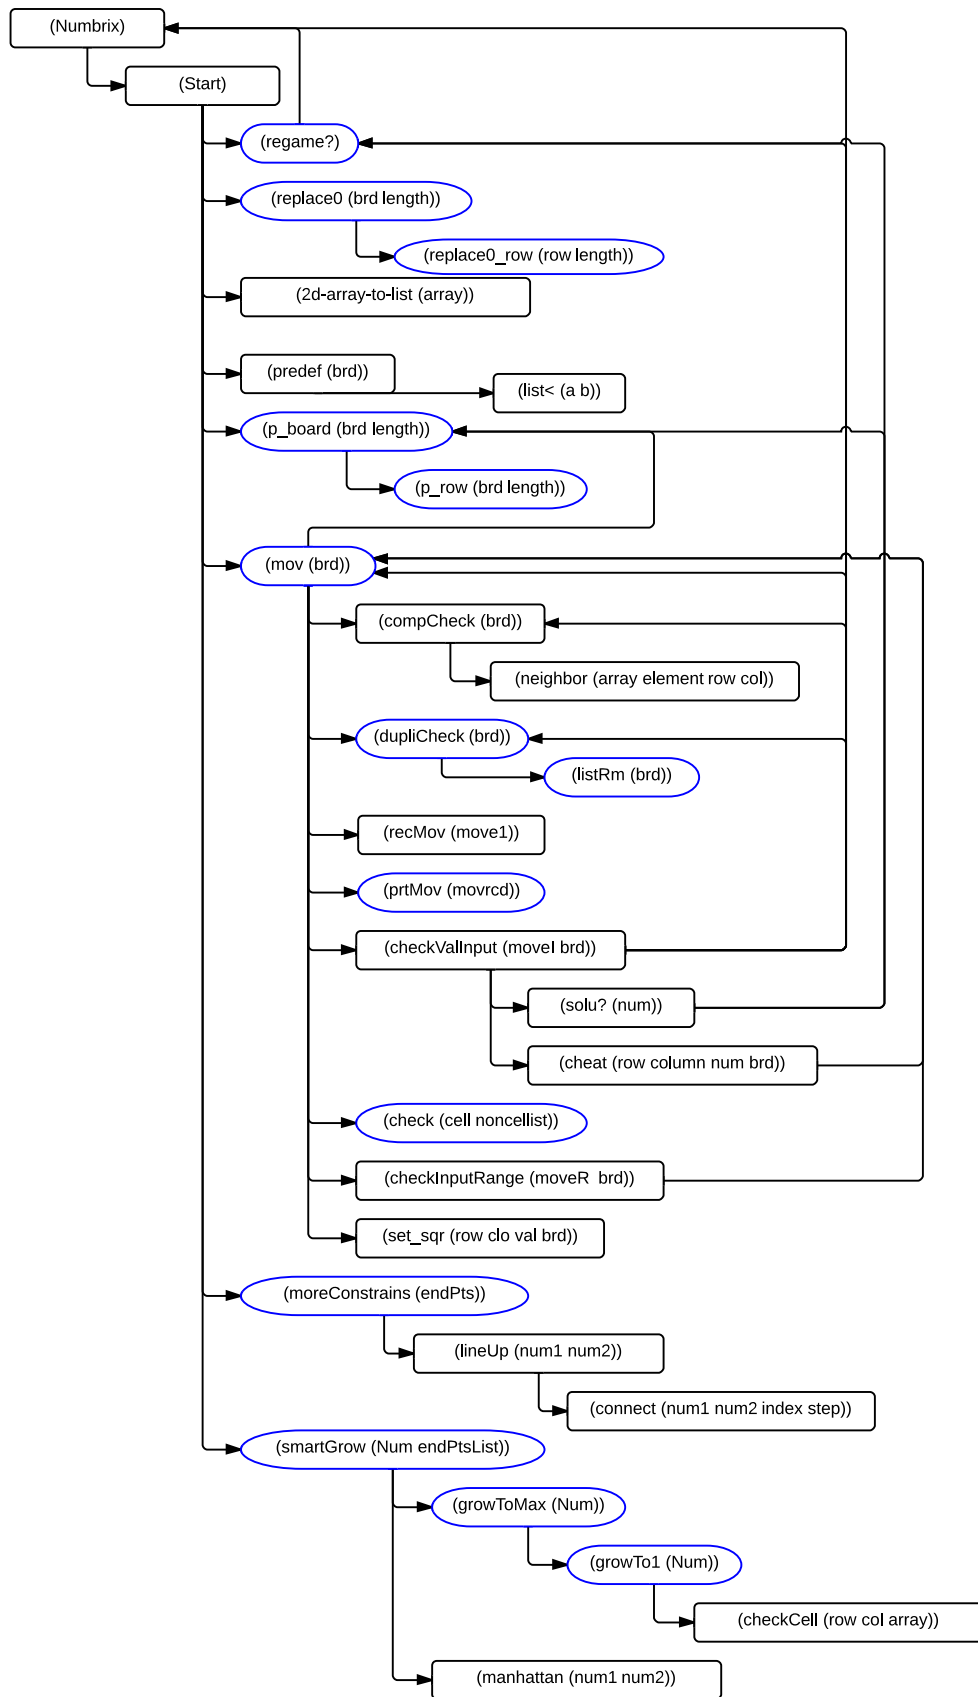 (Numbrix)
(Start)
(regame?)
(replace0 (brd length))
(replace0_row (row length))
(2d-array-to-list (array))
(predef (brd))
(list< (a b))
(p_board (brd length))
(p_row (brd length))
(mov (brd))
(compCheck (brd))
(neighbor (array element row col))
(dupliCheck (brd))
(listRm (brd))
(recMov (move1))
(prtMov (movrcd))
(checkValInput (moveI brd))
(solu? (num))
(cheat (row column num brd))
(check (cell noncellist))
(checkInputRange (moveR  brd))
(set_sqr (row clo val brd))
(moreConstrains (endPts))
(lineUp (num1 num2))
(connect (num1 num2 index step))
(smartGrow (Num endPtsList))
(growToMax (Num))
(growTo1 (Num))
(checkCell (row col array))
(manhattan (num1 num2))